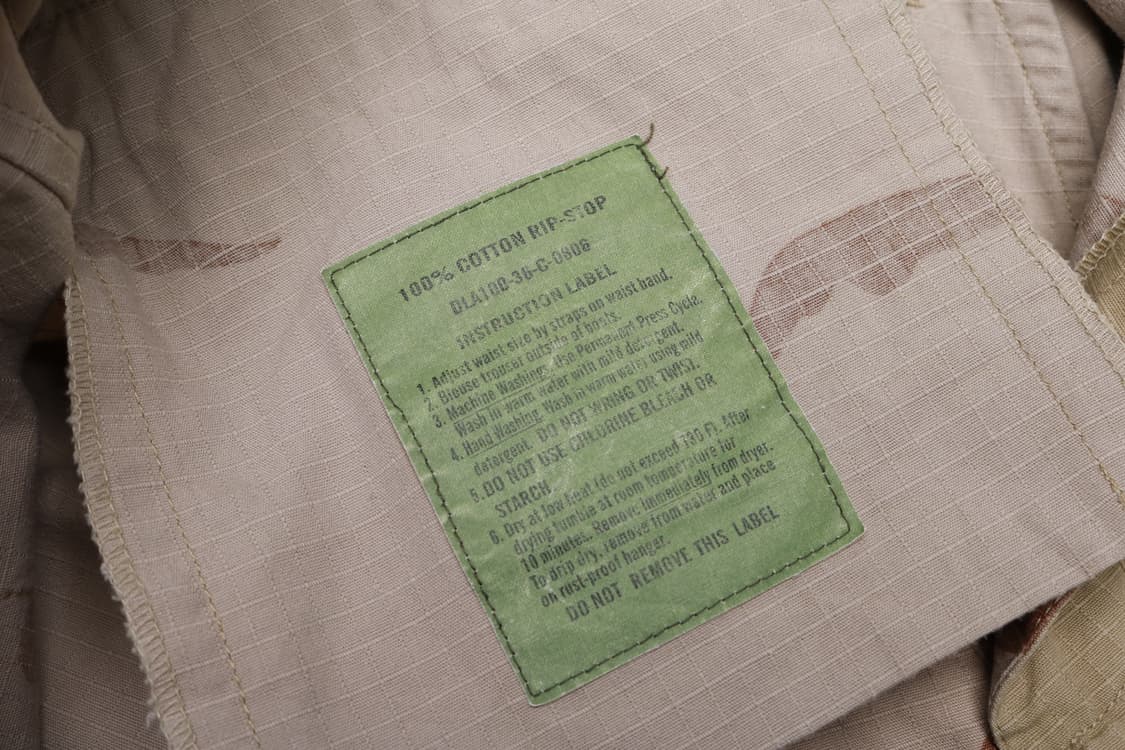 100% COTTON RIP-STOP
DLA100-36-C-0806
INSTRUCTION LABEL
1. Adjust waist size by straps on waist band.
2. Blouse trouser outside of boots.
3. Machine Washings. Use Permanent Press Cycle.
Wash in warm water with mild detergent.
4. Hand Washing. Wash in warm water using mild
detergent. DO NOT WRING OR TWIST.
5. DO NOT USE CHLORINE BLEACH OR
STARCH
6. Dry at low heat (do not exceed 130 F). After
drying tumble at room temperature for
10 minutes. Remove immediately from dryer.
To drip dry, remove from water and place
on rust-proof hanger.
DO NOT REMOVE THIS LABEL